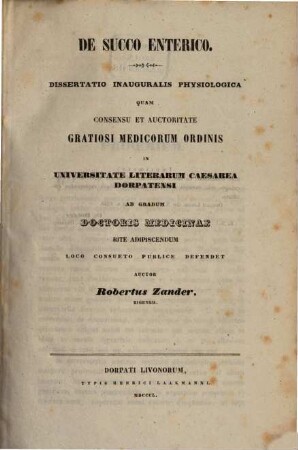 DE SUCCO ENTERICO.
DISSERTATIO INAUGURALIS PHYSIOLOGICA
QUAM
CONSENSU ET AUCTORITATE
GRATIOSI MEDICORUM ORDINIS
IN
UNIVERSITATE LITERARUM CAESAREA
DORPATENSI
AD GRADUM
DOCTORIS MEDICINAE
RITE ADIPISCENDUM
LOCO CONSUETO PUBLICE DEFENDET
AUCTOR
Robertus Zander,
RIGENSIS.
DORPATI LIVONORUM,
TYPIS HENRICI LAAKMANNI.
MDCCCL.